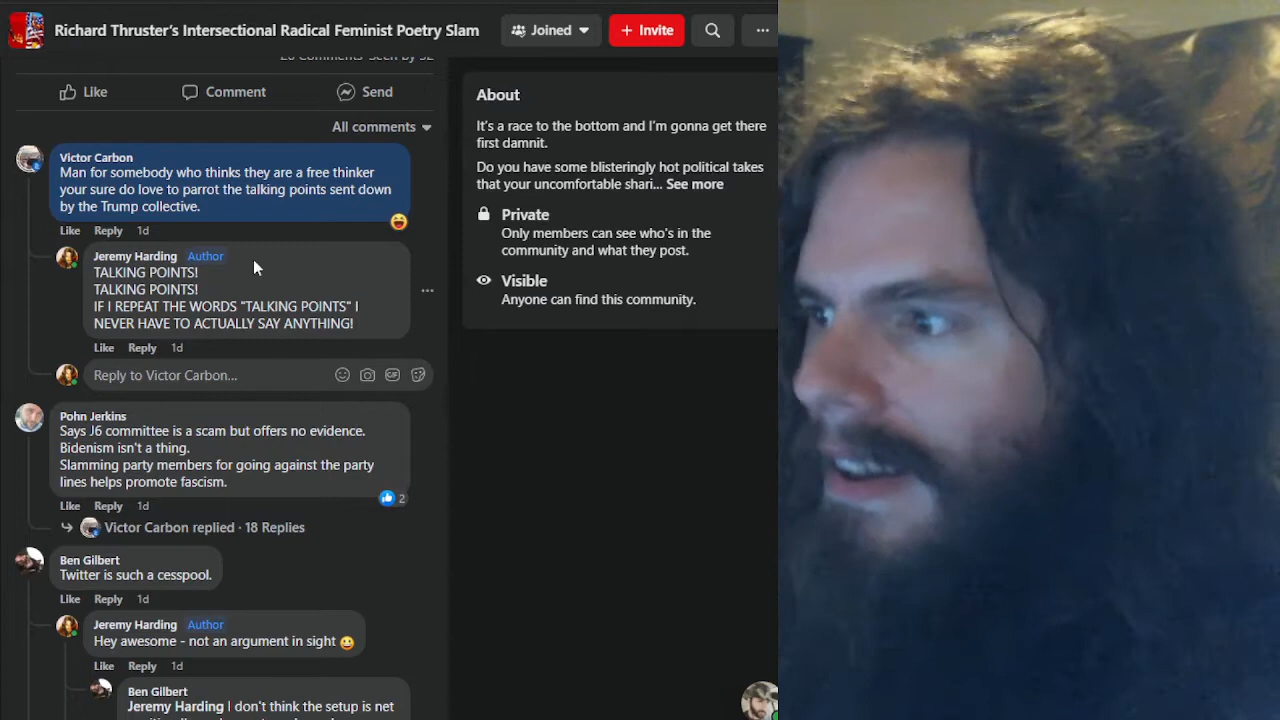 Richard Thruster's Intersectional Radical Feminist Poetry Slam
Joined
+ Invite
Like
Comment
Send
All comments
Victor Carbon
Man for somebody who thinks they are a free thinker
your sure do love to parrot the talking points sent down
by the Trump collective.
Like Reply 1d
Jeremy Harding Author
TALKING POINTS!
TALKING POINTS!
IF I REPEAT THE WORDS "TALKING POINTS" I
NEVER HAVE TO ACTUALLY SAY ANYTHING!
Like Reply 1d
Reply to Victor Carbon...
Pohn Jerkins
Says J6 committee is a scam but offers no evidence.
Bidenism isn't a thing.
Slamming party members for going against the party
lines helps promote fascism.
2
Like Reply 1d
Victor Carbon replied · 18 Replies
Ben Gilbert
Twitter is such a cesspool.
Like Reply 1d
Jeremy Harding Author
Hey awesome - not an argument in sight 😀
Like Reply 1d
Ben Gilbert
Jeremy Harding I don't think the setup is net
About
It's a race to the bottom and I'm gonna get there
first damnit.
Do you have some blisteringly hot political takes
that your uncomfortable shari... See more
Private
Only members can see who's in the
community and what they post.
Visible
Anyone can find this community.